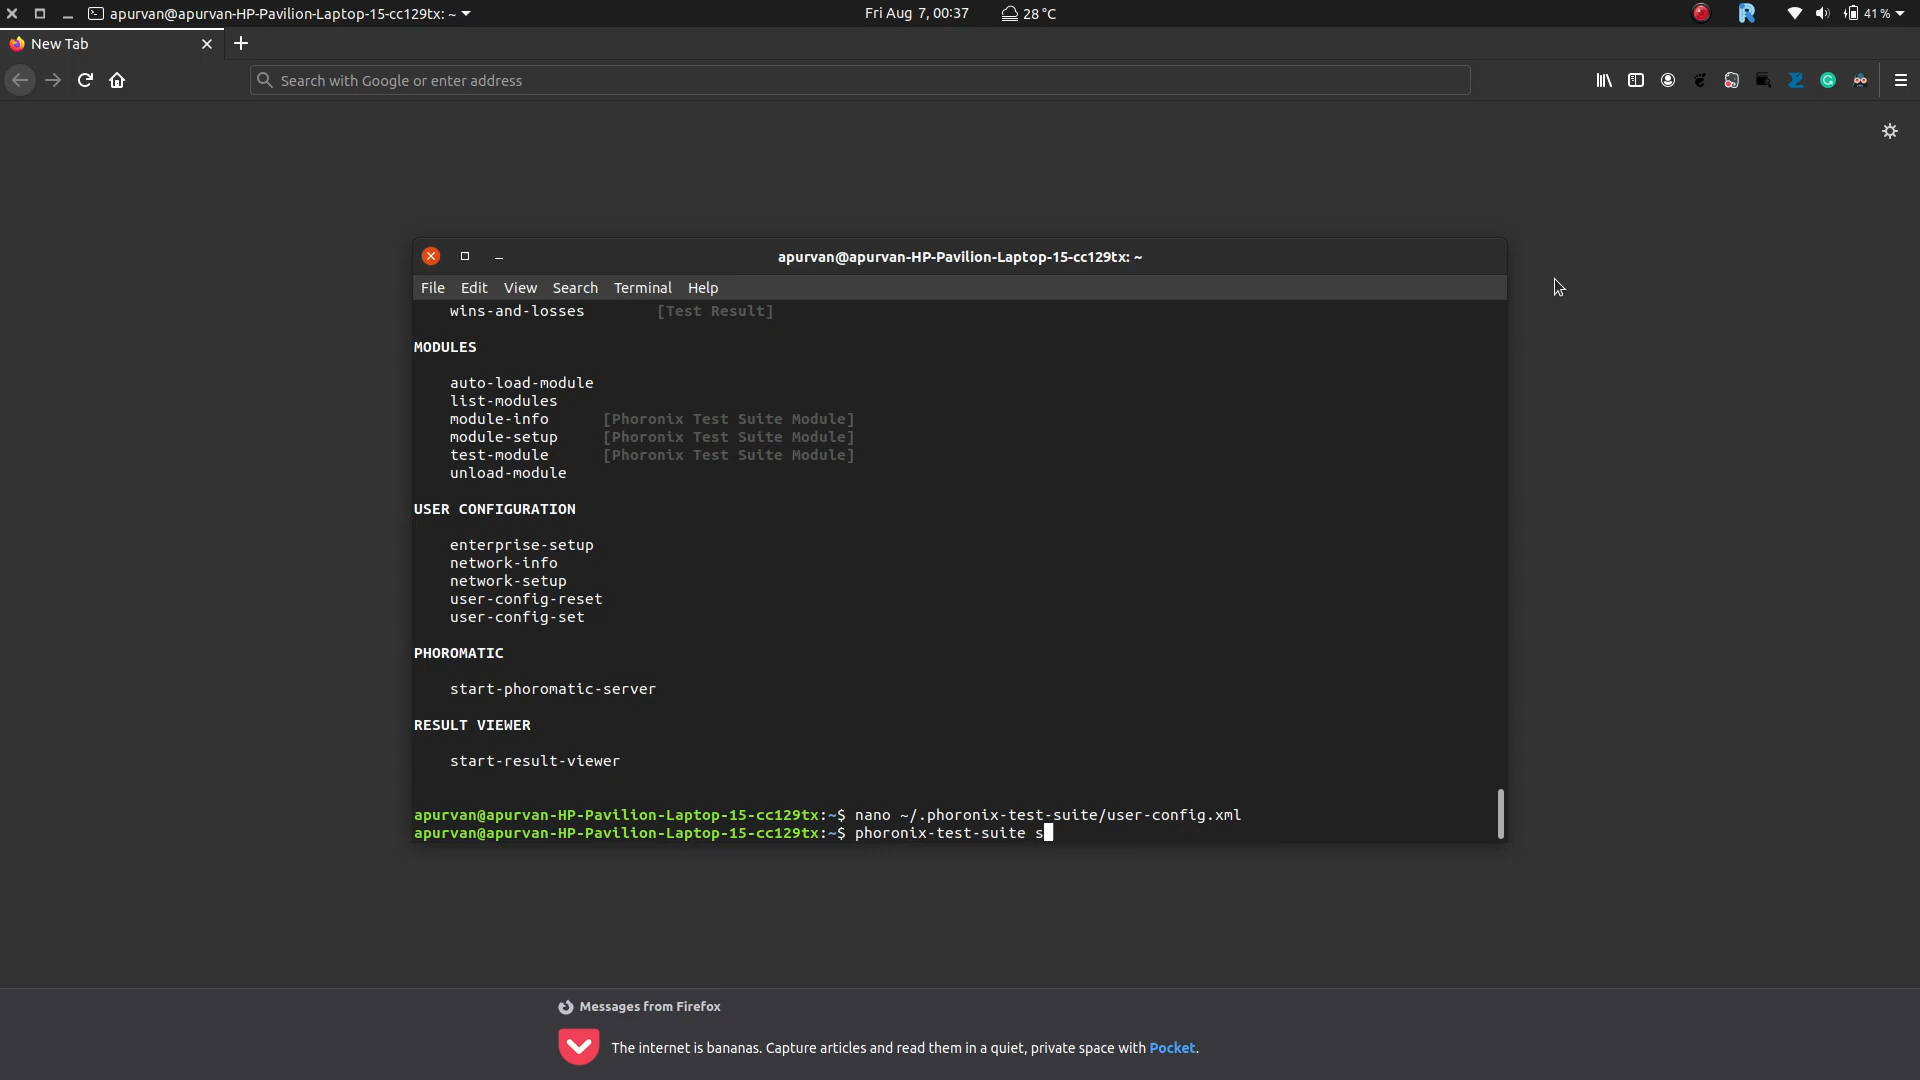 apurvan@apurvan-HP-Pavilion-Laptop-15-cc129tx: ~
Fri Aug 7, 00:37
28 °C
41 %
New Tab
Search with Google or enter address
apurvan@apurvan-HP-Pavilion-Laptop-15-cc129tx: ~
File Edit View Search Terminal Help
wins-and-losses [Test Result]
MODULES
auto-load-module
list-modules
module-info [Phoronix Test Suite Module]
module-setup [Phoronix Test Suite Module]
test-module [Phoronix Test Suite Module]
unload-module
USER CONFIGURATION
enterprise-setup
network-info
network-setup
user-config-reset
user-config-set
PHOROMATIC
start-phoromatic-server
RESULT VIEWER
start-result-viewer
apurvan@apurvan-HP-Pavilion-Laptop-15-cc129tx:~$ nano ~/.phoronix-test-suite/user-config.xml
apurvan@apurvan-HP-Pavilion-Laptop-15-cc129tx:~$ phoronix-test-suite s
Messages from Firefox
The internet is bananas. Capture articles and read them in a quiet, private space with Pocket.